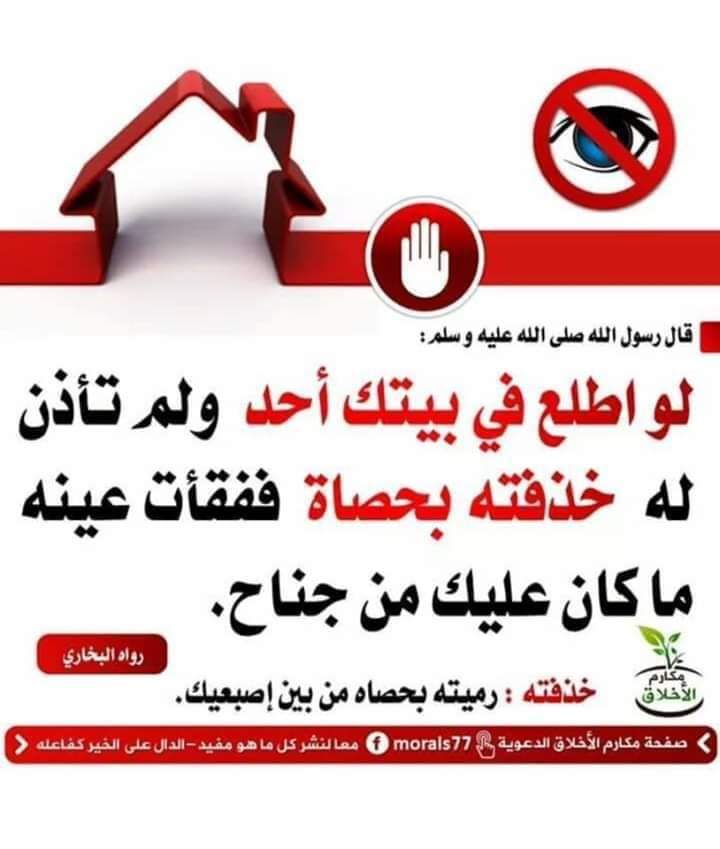 قال رسول الله صلى الله عليه و سلم:
لو اطلع في بيتك أحد ولم تأذن
له خذفته بحصاة ففقأت عينه
ما كان عليك من جناح.
رواه البخاري
مكارم
الأخلاق
خذفته : رميته بحصاه من بين إصبعيك.
صفحة مكارم الأخلاق الدعوية morals77 f معا لنشر كل ما هو مفيد-الدال على الخير كفاعله